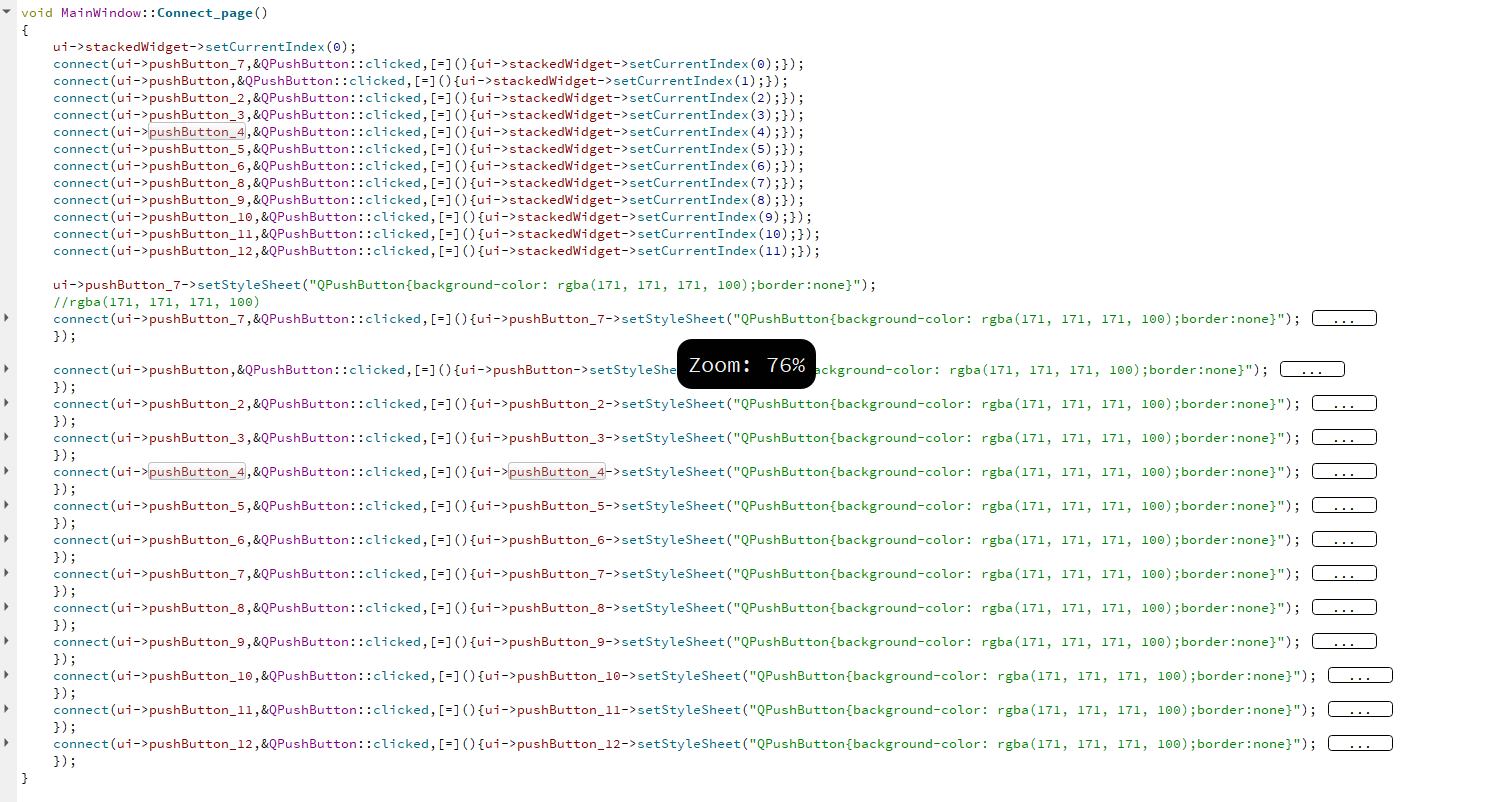 void MainWindow::Connect_page()
{
    ui->stackedWidget->setCurrentIndex(0);
    connect(ui->pushButton_7,&QPushButton::clicked,[=](){ui->stackedWidget->setCurrentIndex(0);});
    connect(ui->pushButton,&QPushButton::clicked,[=](){ui->stackedWidget->setCurrentIndex(1);});
    connect(ui->pushButton_2,&QPushButton::clicked,[=](){ui->stackedWidget->setCurrentIndex(2);});
    connect(ui->pushButton_3,&QPushButton::clicked,[=](){ui->stackedWidget->setCurrentIndex(3);});
    connect(ui->pushButton_4,&QPushButton::clicked,[=](){ui->stackedWidget->setCurrentIndex(4);});
    connect(ui->pushButton_5,&QPushButton::clicked,[=](){ui->stackedWidget->setCurrentIndex(5);});
    connect(ui->pushButton_6,&QPushButton::clicked,[=](){ui->stackedWidget->setCurrentIndex(6);});
    connect(ui->pushButton_8,&QPushButton::clicked,[=](){ui->stackedWidget->setCurrentIndex(7);});
    connect(ui->pushButton_9,&QPushButton::clicked,[=](){ui->stackedWidget->setCurrentIndex(8);});
    connect(ui->pushButton_10,&QPushButton::clicked,[=](){ui->stackedWidget->setCurrentIndex(9);});
    connect(ui->pushButton_11,&QPushButton::clicked,[=](){ui->stackedWidget->setCurrentIndex(10);});
    connect(ui->pushButton_12,&QPushButton::clicked,[=](){ui->stackedWidget->setCurrentIndex(11);});
    ui->pushButton_7->setStyleSheet("QPushButton{background-color: rgba(171, 171, 171, 100);border:none}");
    //rgba(171, 171, 171, 100)
    connect(ui->pushButton_7,&QPushButton::clicked,[=](){ui->pushButton_7->setStyleSheet("QPushButton{background-color: rgba(171, 171, 171, 100);border:none}"); ...
    });
    connect(ui->pushButton,&QPushButton::clicked,[=](){ui->pushButton->setStyleShe Zoom: 76% ackground-color: rgba(171, 171, 171, 100);border:none}"); ...
    });
    connect(ui->pushButton_2,&QPushButton::clicked,[=](){ui->pushButton_2->setStyleSheet("QPushButton{background-color: rgba(171, 171, 171, 100);border:none}"); ...
    });
    connect(ui->pushButton_3,&QPushButton::clicked,[=](){ui->pushButton_3->setStyleSheet("QPushButton{background-color: rgba(171, 171, 171, 100);border:none}"); ...
    });
    connect(ui->pushButton_4,&QPushButton::clicked,[=](){ui->pushButton_4->setStyleSheet("QPushButton{background-color: rgba(171, 171, 171, 100);border:none}"); ...
    });
    connect(ui->pushButton_5,&QPushButton::clicked,[=](){ui->pushButton_5->setStyleSheet("QPushButton{background-color: rgba(171, 171, 171, 100);border:none}"); ...
    });
    connect(ui->pushButton_6,&QPushButton::clicked,[=](){ui->pushButton_6->setStyleSheet("QPushButton{background-color: rgba(171, 171, 171, 100);border:none}"); ...
    });
    connect(ui->pushButton_7,&QPushButton::clicked,[=](){ui->pushButton_7->setStyleSheet("QPushButton{background-color: rgba(171, 171, 171, 100);border:none}"); ...
    });
    connect(ui->pushButton_8,&QPushButton::clicked,[=](){ui->pushButton_8->setStyleSheet("QPushButton{background-color: rgba(171, 171, 171, 100);border:none}"); ...
    });
    connect(ui->pushButton_9,&QPushButton::clicked,[=](){ui->pushButton_9->setStyleSheet("QPushButton{background-color: rgba(171, 171, 171, 100);border:none}"); ...
    });
    connect(ui->pushButton_10,&QPushButton::clicked,[=](){ui->pushButton_10->setStyleSheet("QPushButton{background-color: rgba(171, 171, 171, 100);border:none}"); ...
    });
    connect(ui->pushButton_11,&QPushButton::clicked,[=](){ui->pushButton_11->setStyleSheet("QPushButton{background-color: rgba(171, 171, 171, 100);border:none}"); ...
    });
    connect(ui->pushButton_12,&QPushButton::clicked,[=](){ui->pushButton_12->setStyleSheet("QPushButton{background-color: rgba(171, 171, 171, 100);border:none}"); ...
    });
}